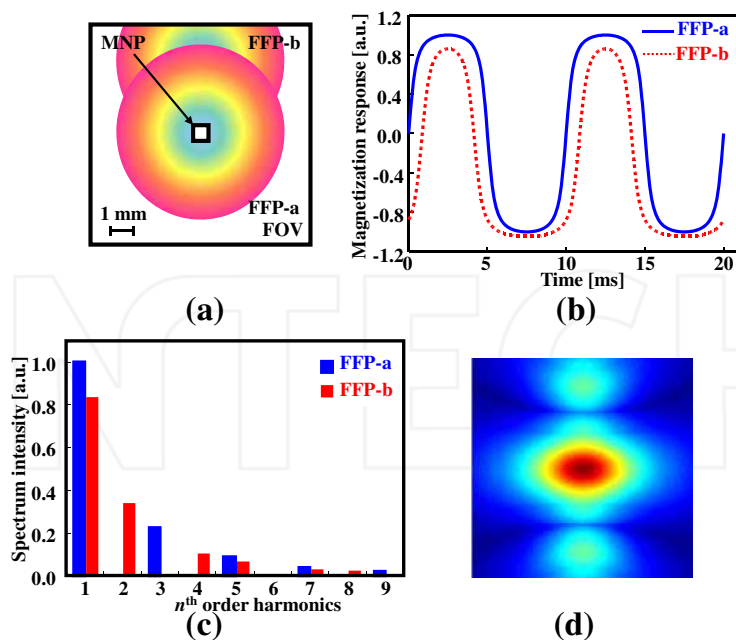 MNP
FFP-b
FFP-a
FOV
1 mm
(a)
Magnetization response [a.u.]
1.2
0.8
0.4
0.0
-0.4
-0.8
-1.2
FFP-a
FFP-b
0 5 10 15 20
Time [ms]
(b)
Spectrum intensity [a.u.]
1.0
0.8
0.6
0.4
0.2
0.0
FFP-a
FFP-b
1 2 3 4 5 6 7 8 9
nth order harmonics
(c)
(d)
NTECH